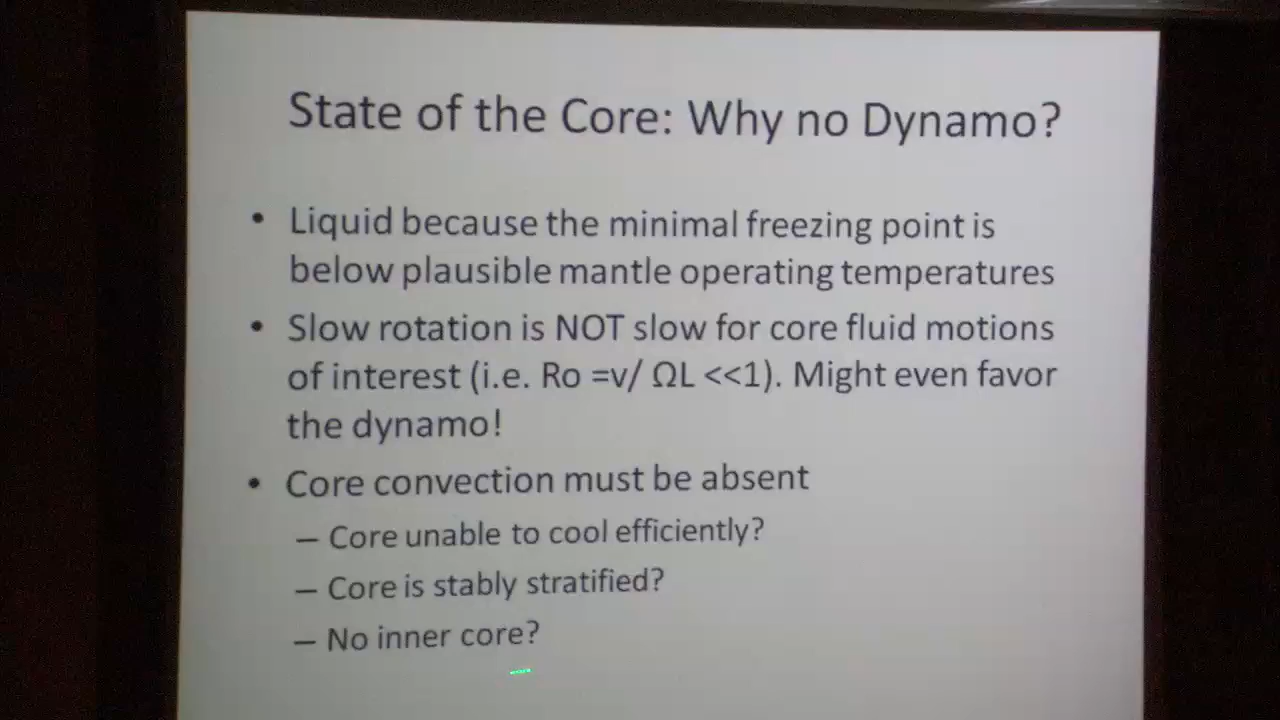 State of the Core: Why no Dynamo?
• Liquid because the minimal freezing point is
below plausible mantle operating temperatures
• Slow rotation is NOT slow for core fluid motions
of interest (i.e. Ro =v/ ΩL <<1). Might even favor
the dynamo!
• Core convection must be absent
– Core unable to cool efficiently?
– Core is stably stratified?
– No inner core?